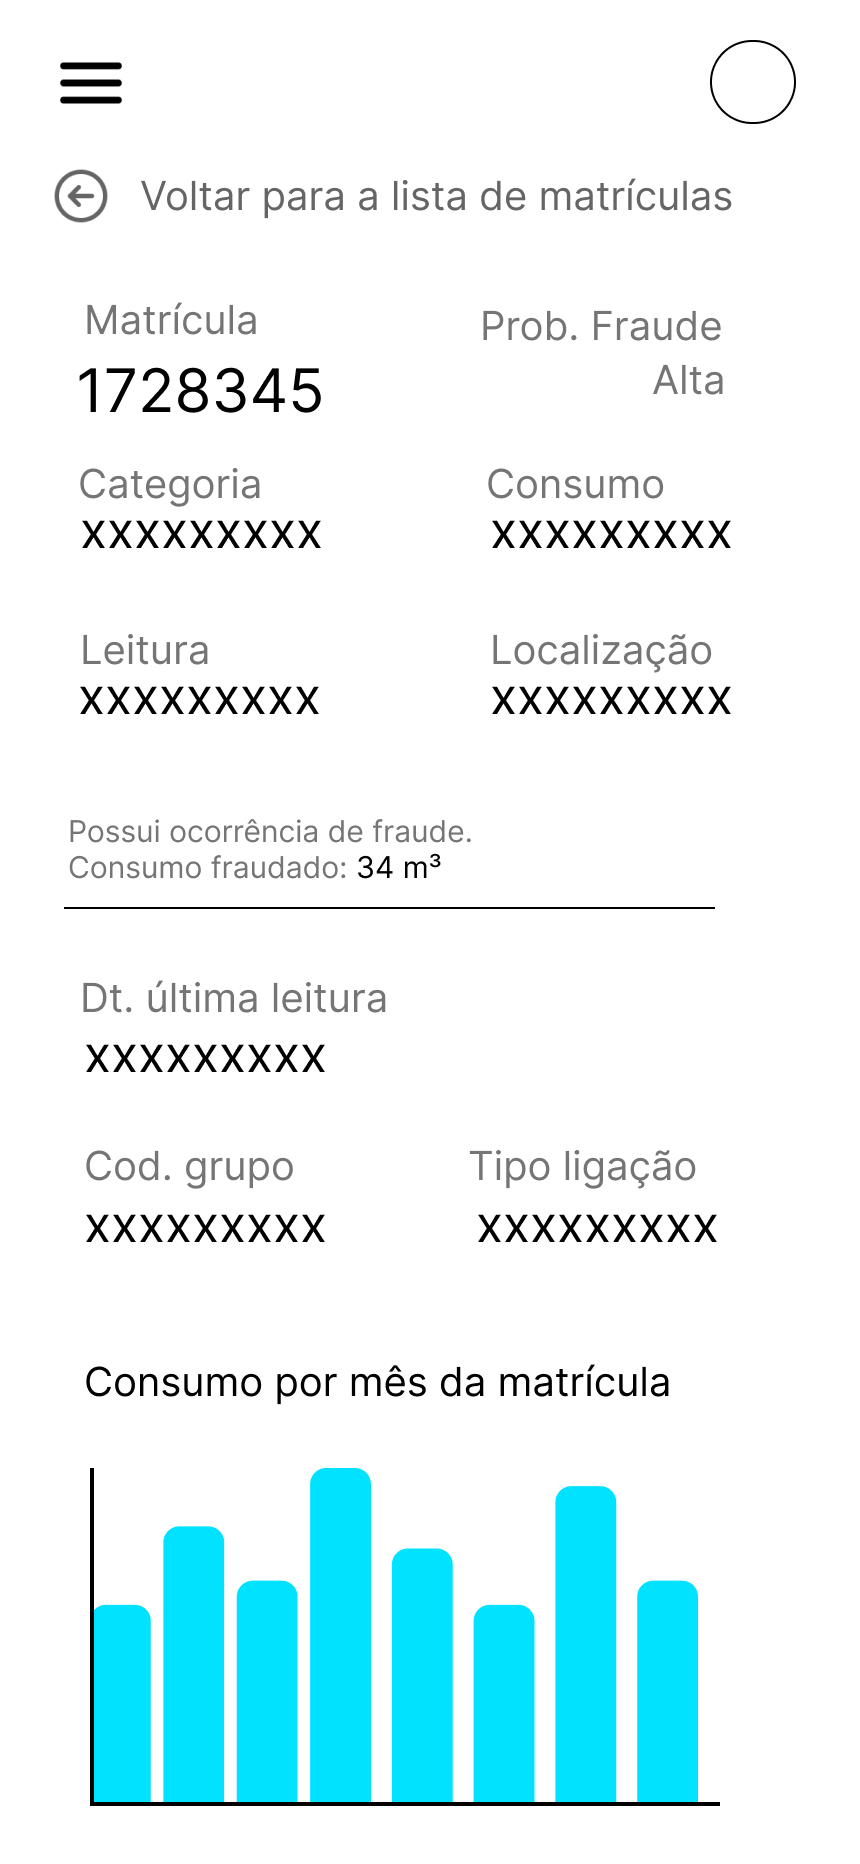 Voltar para a lista de matrículas
Matrícula
1728345
Prob. Fraude
Alta
Categoria
xxxxxxxxx
Consumo
xxxxxxxxx
Leitura
xxxxxxxxx
Localização
xxxxxxxxx
Possui ocorrência de fraude.
Consumo fraudado: 34 m³
Dt. última leitura
xxxxxxxxx
Cod. grupo
xxxxxxxxx
Tipo ligação
xxxxxxxxx
Consumo por mês da matrícula